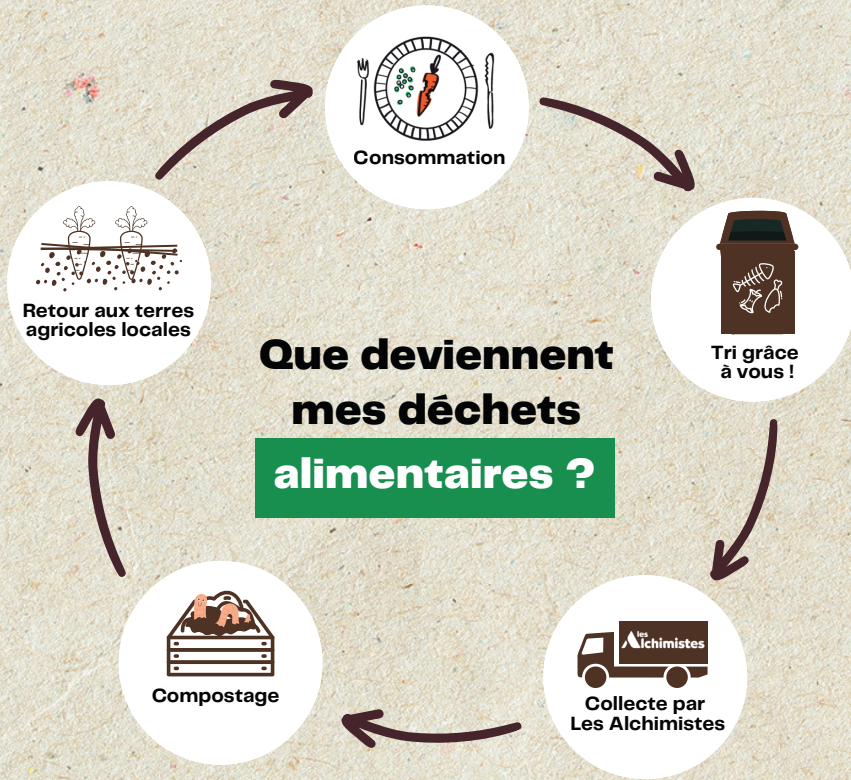 Consommation
Tri grâce
à vous !
les
Alchimistes
Collecte par
Les Alchimistes
Compostage
Retour aux terres
agricoles locales
Que deviennent
mes déchets
alimentaires ?